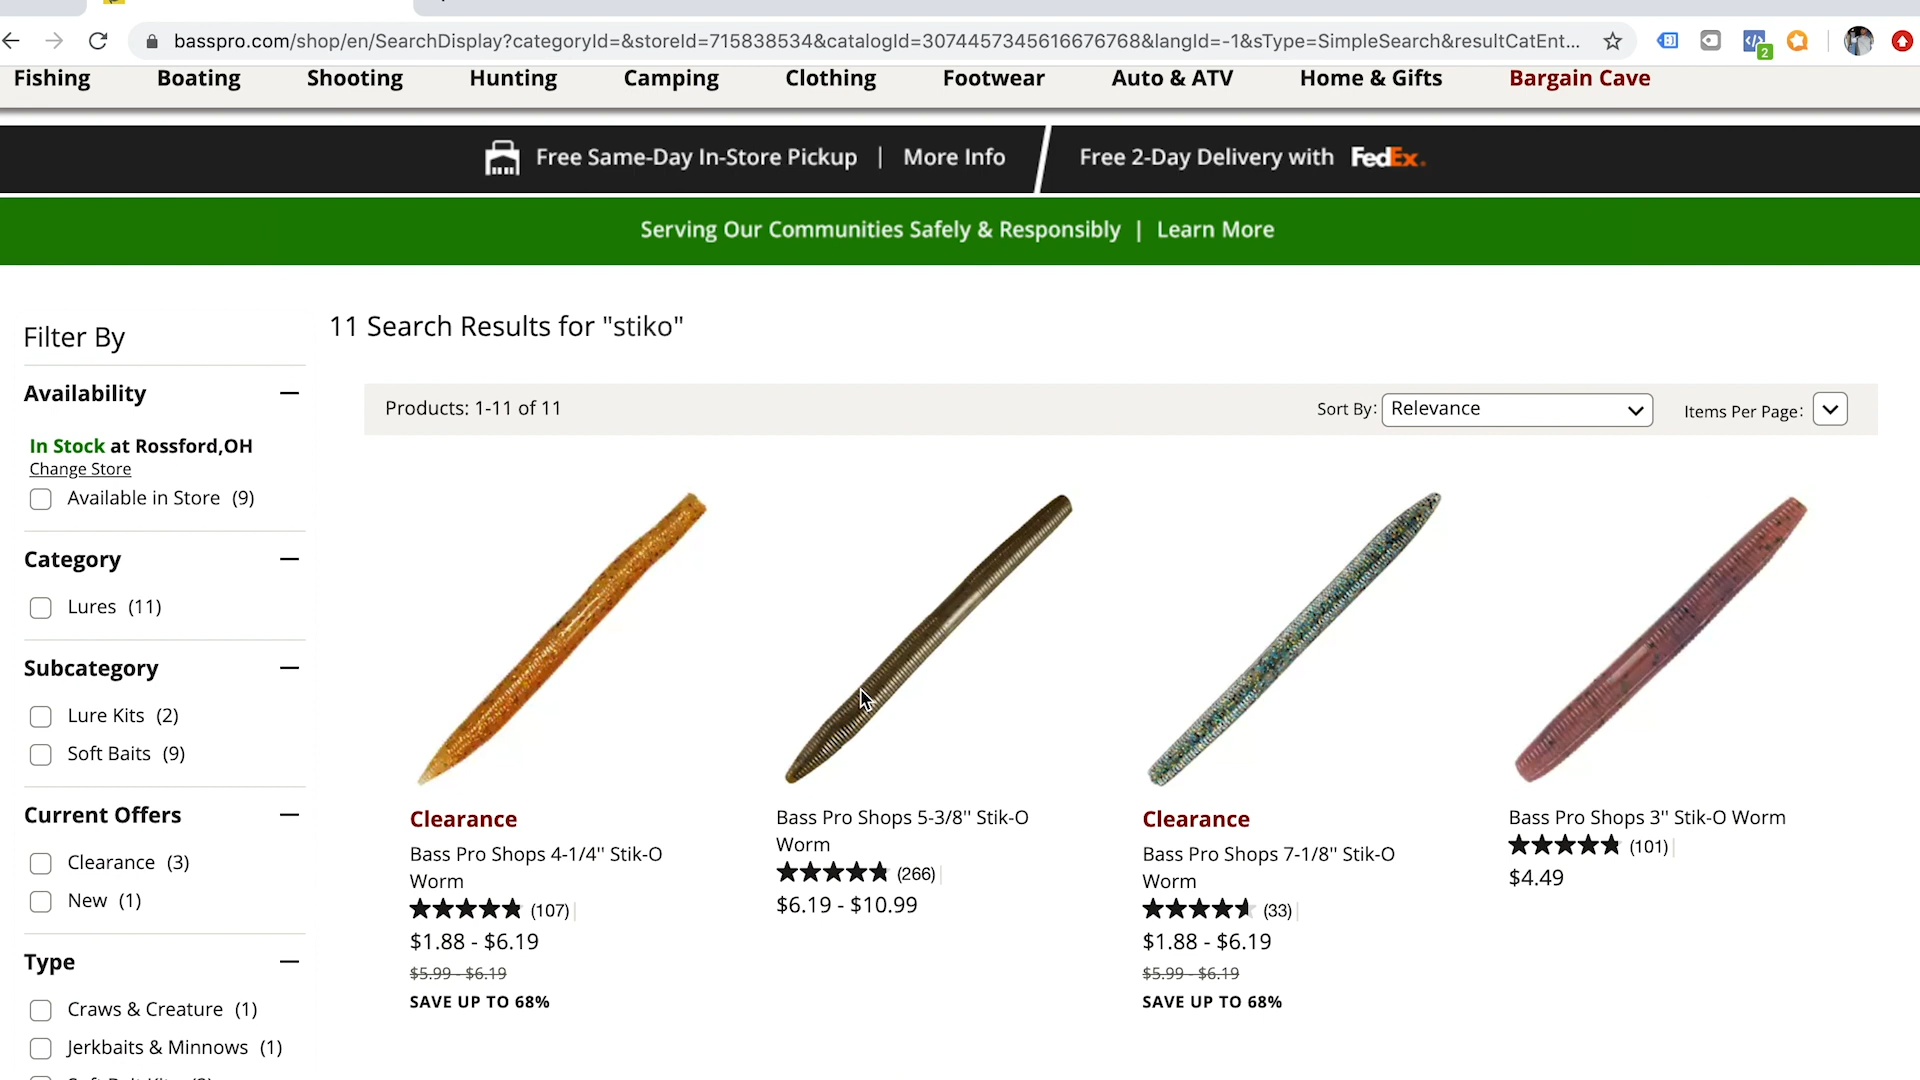 basspro.com/shop/en/SearchDisplay?categoryId=&storeId=715838534&catalogId=3074457345616676768&langId=-1&sType=SimpleSearch&resultCatEnt...
2
Fishing Boating Shooting Hunting Camping Clothing Footwear Auto & ATV Home & Gifts Bargain Cave
Free Same-Day In-Store Pickup | More Info Free 2-Day Delivery with FedEx.
Serving Our Communities Safely & Responsibly | Learn More
11 Search Results for "stiko"
Filter By
Availability
In Stock at Rossford,OH
Change Store
Available in Store (9)
Category
Lures (11)
Subcategory
Lure Kits (2)
Soft Baits (9)
Current Offers
Clearance (3)
New (1)
Type
Craws & Creature (1)
Jerkbaits & Minnows (1)
Products: 1-11 of 11
Sort By: Relevance
Items Per Page:
Clearance
Bass Pro Shops 4-1/4" Stik-O
Worm
(107)
$1.88 - $6.19
$5.99 - $6.19
SAVE UP TO 68%
Bass Pro Shops 5-3/8" Stik-O
Worm
(266)
$6.19 - $10.99
Clearance
Bass Pro Shops 7-1/8" Stik-O
Worm
(33)
$1.88 - $6.19
$5.99 - $6.19
SAVE UP TO 68%
Bass Pro Shops 3" Stik-O Worm
(101)
$4.49